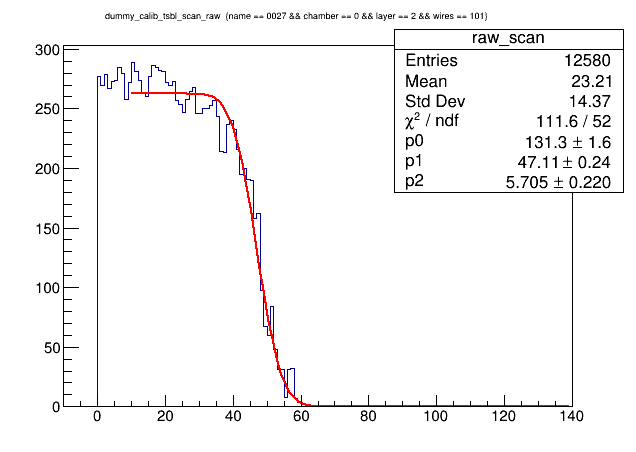 dummy_calib_tsbl_scan_raw (name == 0027 && chamber == 0 && layer == 2 && wires == 101)
raw_scan
Entries 12580
Mean 23.21
Std Dev 14.37
χ² / ndf 111.6 / 52
p0 131.3 ± 1.6
p1 47.11 ± 0.24
p2 5.705 ± 0.220
300
250
200
150
100
50
0
0 20 40 60 80 100 120 140